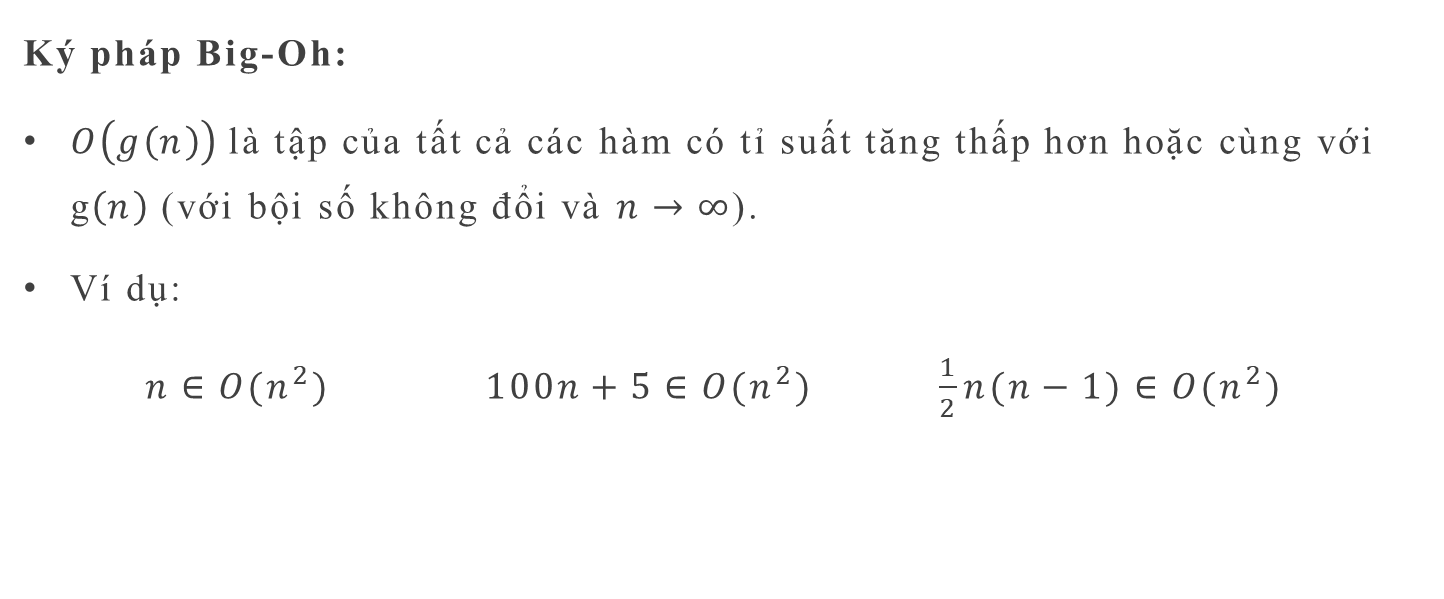 Ký pháp Big-Oh:
• 𝑂(𝑔(𝑛)) là tập của tất cả các hàm có tỉ suất tăng thấp hơn hoặc cùng với
g(𝑛) (với bội số không đổi và 𝑛 → ∞).
• Ví dụ:
𝑛 ∈ 𝑂(𝑛²) 100𝑛 + 5 ∈ 𝑂(𝑛²) ½𝑛(𝑛 − 1) ∈ 𝑂(𝑛²)